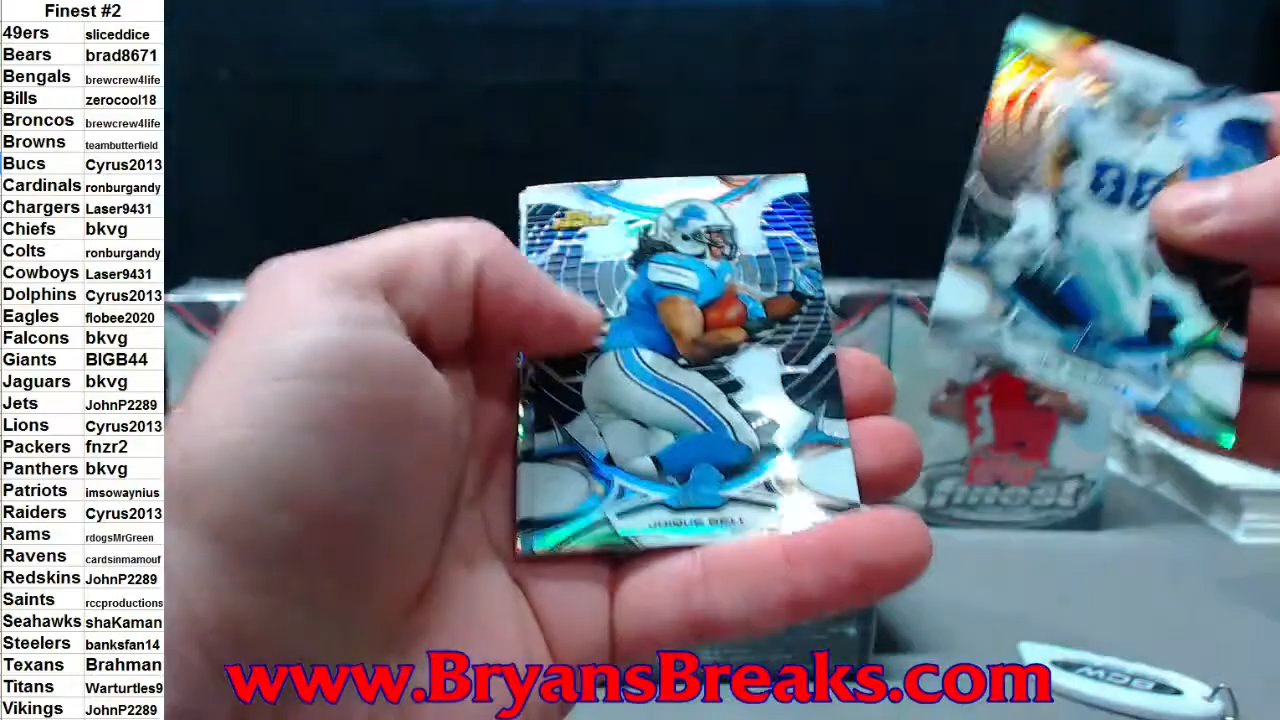 Finest #2
49ers sliceddice
Bears brad8671
Bengals brewcrew4life
Bills zerocool18
Broncos brewcrew4life
Browns teambutterfield
Bucs Cyrus2013
Cardinals ronburgandy
Chargers Laser9431
Chiefs bkvg
Colts ronburgandy
Cowboys Laser9431
Dolphins Cyrus2013
Eagles flobee2020
Falcons bkvg
Giants BIGB44
Jaguars bkvg
Jets JohnP2289
Lions Cyrus2013
Packers fnzr2
Panthers bkvg
Patriots imsowaynius
Raiders Cyrus2013
Rams rdogsMrGreen
Ravens cardsinmamouf
Redskins JohnP2289
Saints rccproductions
Seahawks shaKaman
Steelers banksfan14
Texans Brahman
Titans Warturtles9
Vikings JohnP2289
88
JOIQUE BELL
finest
BCW
www.BryansBreaks.com